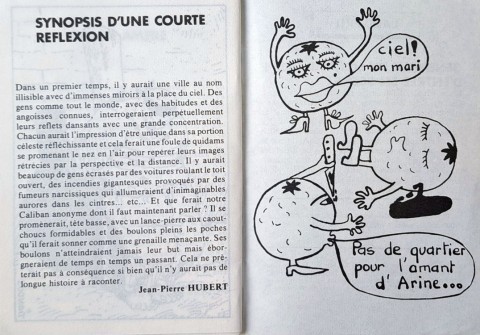 SYNOPSIS D'UNE COURTE
REFLEXION
Dans un premier temps, il y aurait une ville au nom
illisible avec d'immenses miroirs à la place du ciel. Des
gens comme tout le monde, avec des habitudes et des
angoisses connues, interrogeraient perpétuellement
leurs reflets dansants avec une grande concentration.
Chacun aurait l'impression d'être unique dans sa portion
céleste réfléchissante et cela ferait une foule de quidams
se promenant le nez en l'air pour repérer leurs images
rétrécies par la perspective et la distance. Il y aurait
beaucoup de gens écrasés par des voitures roulant le toit
ouvert, des incendies gigantesques provoqués par des
fumeurs narcissiques qui allumeraient d'inimaginables
aurores dans les cintres... etc... Et que ferait notre
Caliban anonyme dont il faut maintenant parler ? Il se
promènerait, tête basse, avec un lance-pierre aux caout-
choucs formidables et des boulons pleins les poches
qu'il ferait sonner comme une grenaille menaçante. Ses
boulons n'atteindraient jamais leur but mais ébor-
gneraient de temps en temps un passant. Cela ne prê-
terait pas à conséquence si bien qu'il n'y aurait pas de
longue histoire à raconter.
Jean-Pierre HUBERT
ciel!
mon mari
Pas de quartier
pour l'amant
d'Arine...